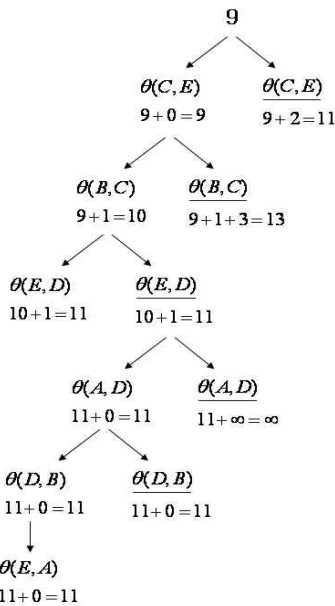 9
θ(C,E) θ(C,E)
9+0=9 9+2=11
θ(B,C) θ(B,C)
9+1=10 9+1+3=13
θ(E,D) θ(E,D)
10+1=11 10+1=11
θ(A,D) θ(A,D)
11+0=11 11+∞=∞
θ(D,B) θ(D,B)
11+0=11 11+0=11
θ(E,A)
11+0=11